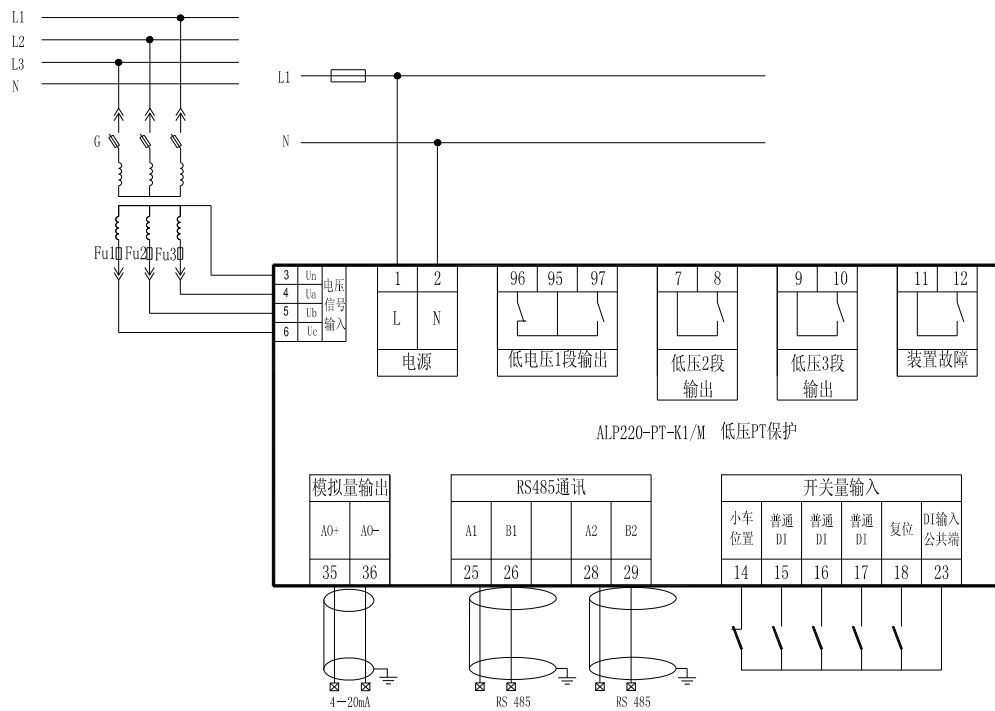 L1
L2
L3
N
G
Fu1 Fu2 Fu3
L1
N
3 Un
4 Ua
5 Ub
6 Uc
电压
信号
输入
1 2
L N
电源
96 95 97
低电压1段输出
7 8
低压2段
输出
9 10
低压3段
输出
11 12
装置故障
ALP220-PT-K1/M 低压PT保护
模拟量输出
AO+ AO-
35 36
4－20mA
RS485通讯
A1 B1 A2 B2
25 26 28 29
RS 485 RS 485
开关量输入
小车
位置
普通
DI
普通
DI
普通
DI
复位
DI输入
公共端
14 15 16 17 18 23